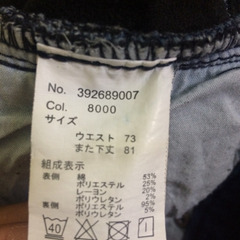 No. 392689007
Col. 8000
サイズ
ウエスト 73
また下丈 81
組成表示
表側 綿 53%
ポリエステル 25%
レーヨン 20%
ポリウレタン 2%
裏側 ポリエステル 95%
ポリウレタン 5%
40